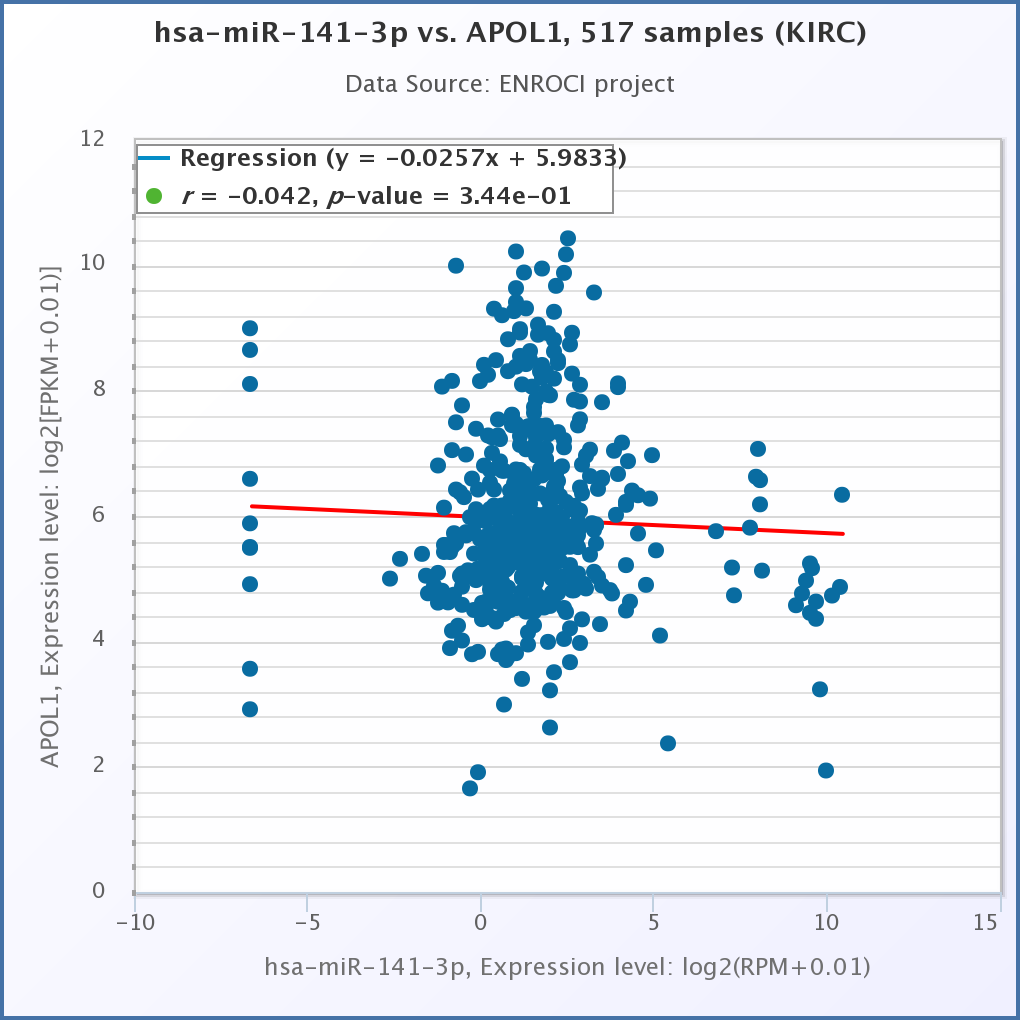 hsa−miR−141−3p vs. APOL1, 517 samples (KIRC)
Data Source: ENROCI project
Regression (y = −0.0257x + 5.9833)
r = −0.042, p−value = 3.44e−01
APOL1, Expression level: log2[FPKM+0.01)]
12
10
8
6
4
2
0
−10
−5
0
5
10
15
hsa−miR−141−3p, Expression level: log2(RPM+0.01)